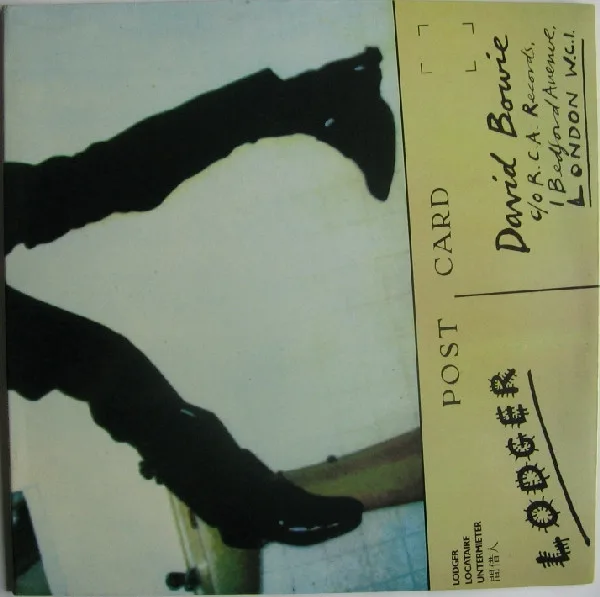 LODGER
LOCATAIRE
UNTERMIETER
間借人
POST CARD
LODGER
David Bowie
c/o R.C.A. Records,
1 Bedford Avenue,
LONDON W.C.1.